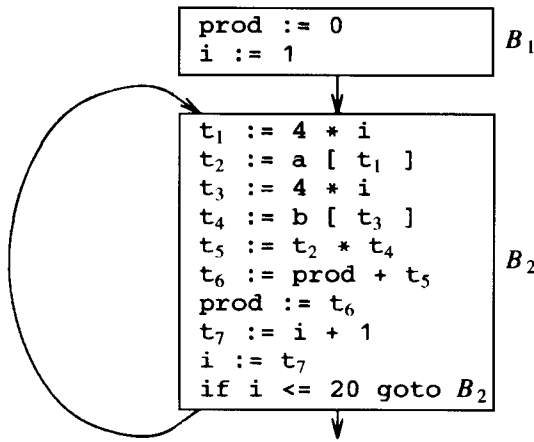 prod := 0
i := 1
B₁
t₁ := 4 * i
t₂ := a [ t₁ ]
t₃ := 4 * i
t₄ := b [ t₃ ]
t₅ := t₂ * t₄
t₆ := prod + t₅
prod := t₆
t₇ := i + 1
i := t₇
if i <= 20 goto B₂
B₂